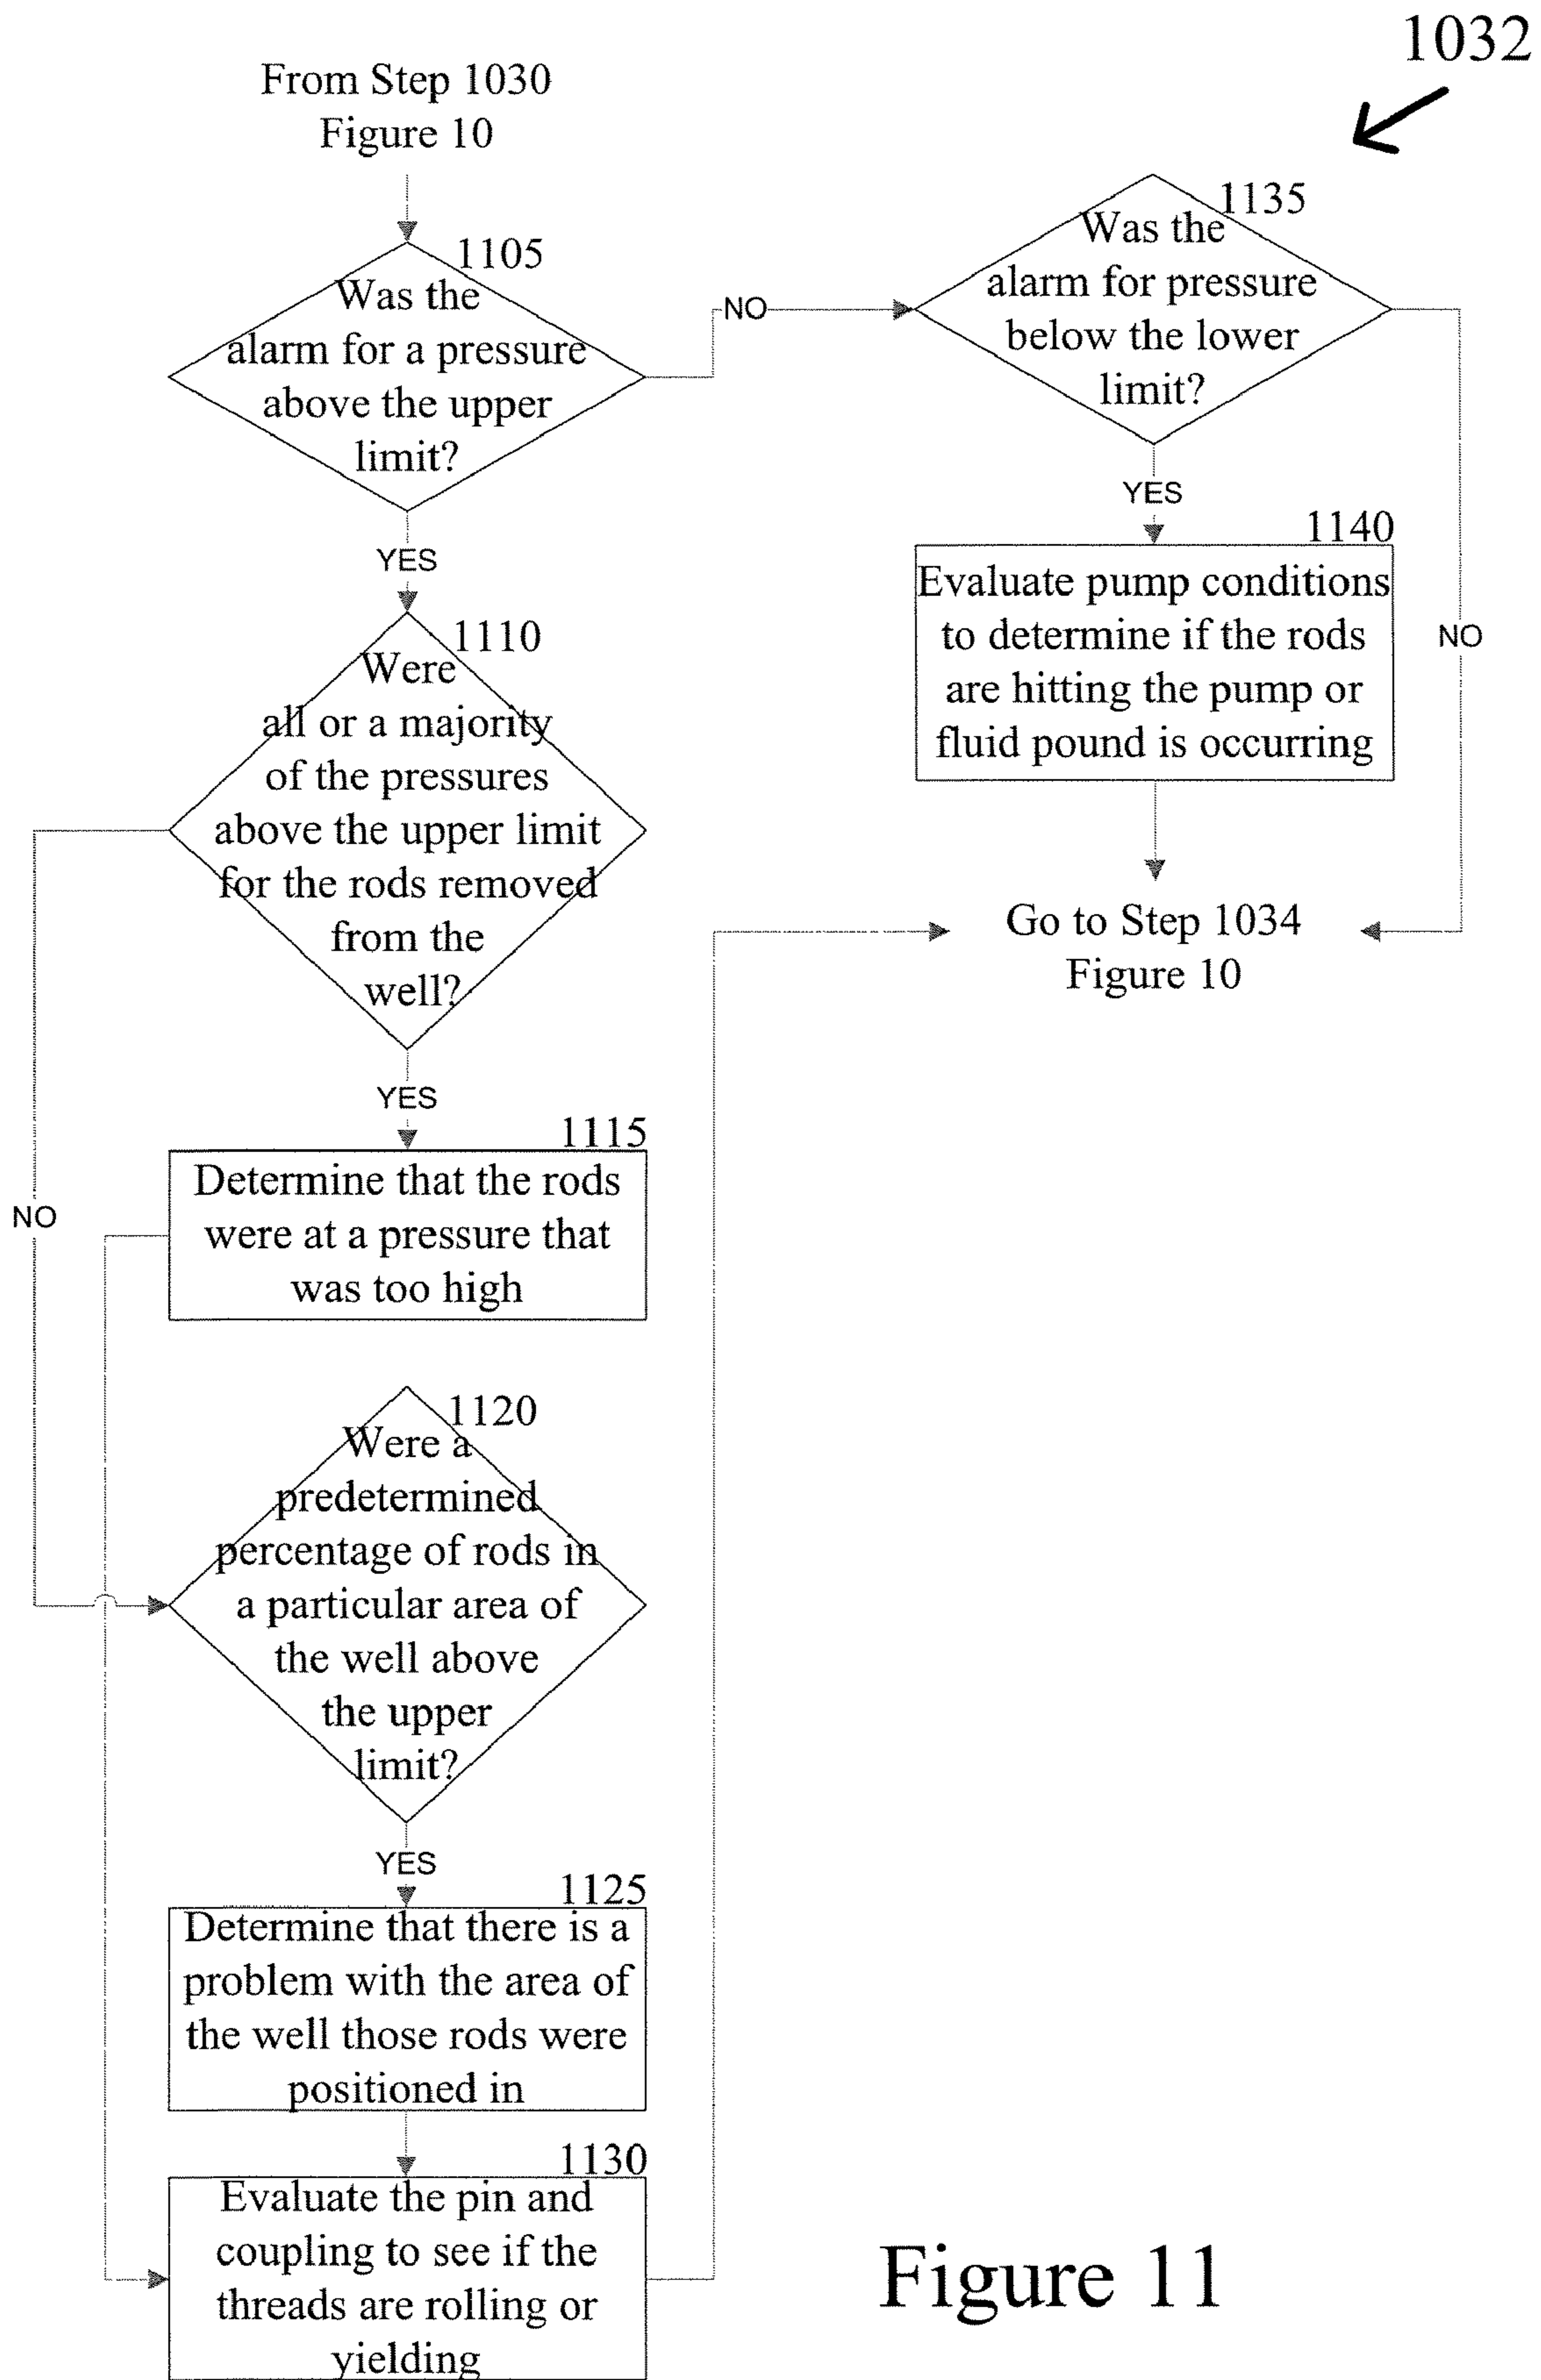 1032
From Step 1030
Figure 10
1105
Was the
alarm for a pressure
above the upper
limit?
NO
1135
Was the
alarm for pressure
below the lower
limit?
YES
1140
Evaluate pump conditions
to determine if the rods
are hitting the pump or
fluid pound is occurring
NO
Go to Step 1034
Figure 10
YES
1110
Were
all or a majority
of the pressures
above the upper limit
for the rods removed
from the
well?
YES
NO
1115
Determine that the rods
were at a pressure that
was too high
1120
Were a
predetermined
percentage of rods in
a particular area of
the well above
the upper
limit?
YES
1125
Determine that there is a
problem with the area of
the well those rods were
positioned in
1130
Evaluate the pin and
coupling to see if the
threads are rolling or
yielding
Figure 11